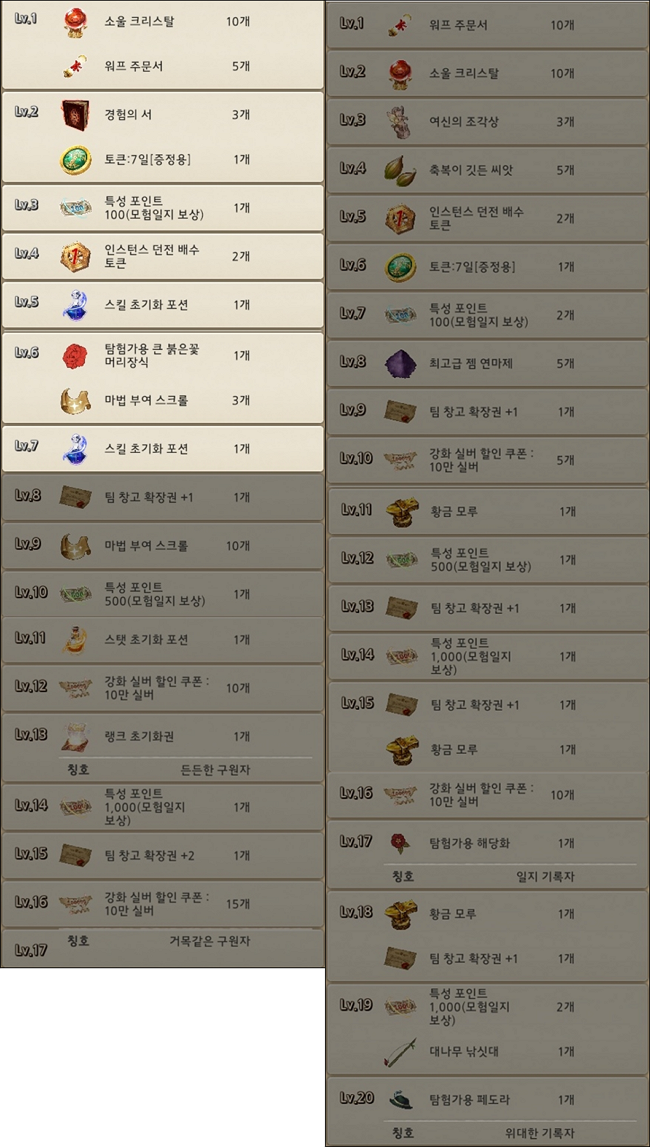 Lv.1 소울 크리스탈 10개
워프 주문서 5개
Lv.2 경험의 서 3개
토큰:7일[증정용] 1개
Lv.3 특성 포인트
100(모험일지 보상) 1개
Lv.4 인스턴스 던전 배수
토큰 2개
Lv.5 스킬 초기화 포션 1개
Lv.6 탐험가용 큰 붉은꽃
머리장식 1개
마법 부여 스크롤 3개
Lv.7 스킬 초기화 포션 1개
Lv.8 팀 창고 확장권 +1 1개
Lv.9 마법 부여 스크롤 10개
Lv.10 특성 포인트
500(모험일지 보상) 1개
Lv.11 스탯 초기화 포션 1개
Lv.12 강화 실버 할인 쿠폰 :
10만 실버 10개
Lv.13 랭크 초기화권 1개
칭호 든든한 구원자
Lv.14 특성 포인트
1,000(모험일지
보상) 1개
Lv.15 팀 창고 확장권 +2 1개
Lv.16 강화 실버 할인 쿠폰 :
10만 실버 15개
Lv.17 칭호 거목같은 구원자
Lv.1 워프 주문서 10개
Lv.2 소울 크리스탈 10개
Lv.3 여신의 조각상 3개
Lv.4 축복이 깃든 씨앗 5개
Lv.5 인스턴스 던전 배수
토큰 2개
Lv.6 토큰:7일[증정용] 1개
Lv.7 특성 포인트
100(모험일지 보상) 2개
Lv.8 최고급 젬 연마제 5개
Lv.9 팀 창고 확장권 +1 1개
Lv.10 강화 실버 할인 쿠폰 :
10만 실버 5개
Lv.11 황금 모루 1개
Lv.12 특성 포인트
500(모험일지 보상) 1개
Lv.13 팀 창고 확장권 +1 1개
Lv.14 특성 포인트
1,000(모험일지
보상) 1개
Lv.15 팀 창고 확장권 +1 1개
황금 모루 1개
Lv.16 강화 실버 할인 쿠폰 :
10만 실버 10개
Lv.17 탐험가용 해당화 1개
칭호 일지 기록자
Lv.18 황금 모루 1개
팀 창고 확장권 +1 1개
Lv.19 특성 포인트
1,000(모험일지
보상) 2개
대나무 낚싯대 1개
Lv.20 탐험가용 페도라 1개
칭호 위대한 기록자